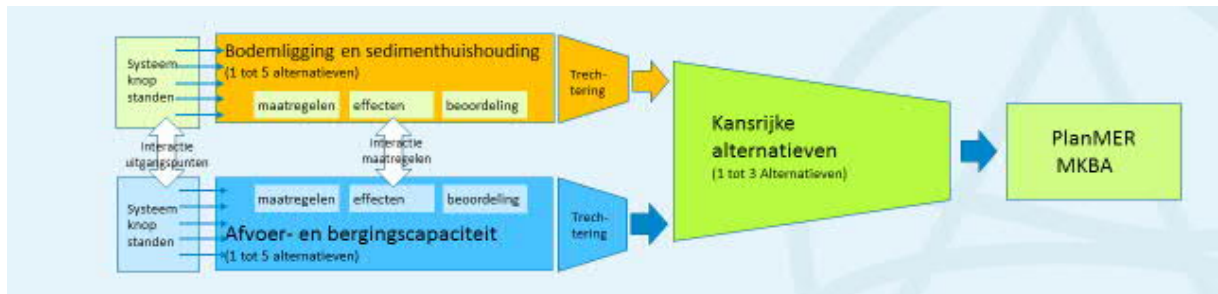 Systeem
knop
standen
Bodemligging en sedimenthuishouding
(1 tot 5 alternatieven)
maatregelen
effecten
beoordeling
Trech-
tering
Interactie
uitgangspunten
Interactie
maatregelen
Systeem
knop
standen
maatregelen
effecten
beoordeling
Afvoer- en bergingscapaciteit
(1 tot 5 alternatieven)
Trech-
tering
Kansrijke
alternatieven
(1 tot 3 Alternatieven)
PlanMER
MKBA